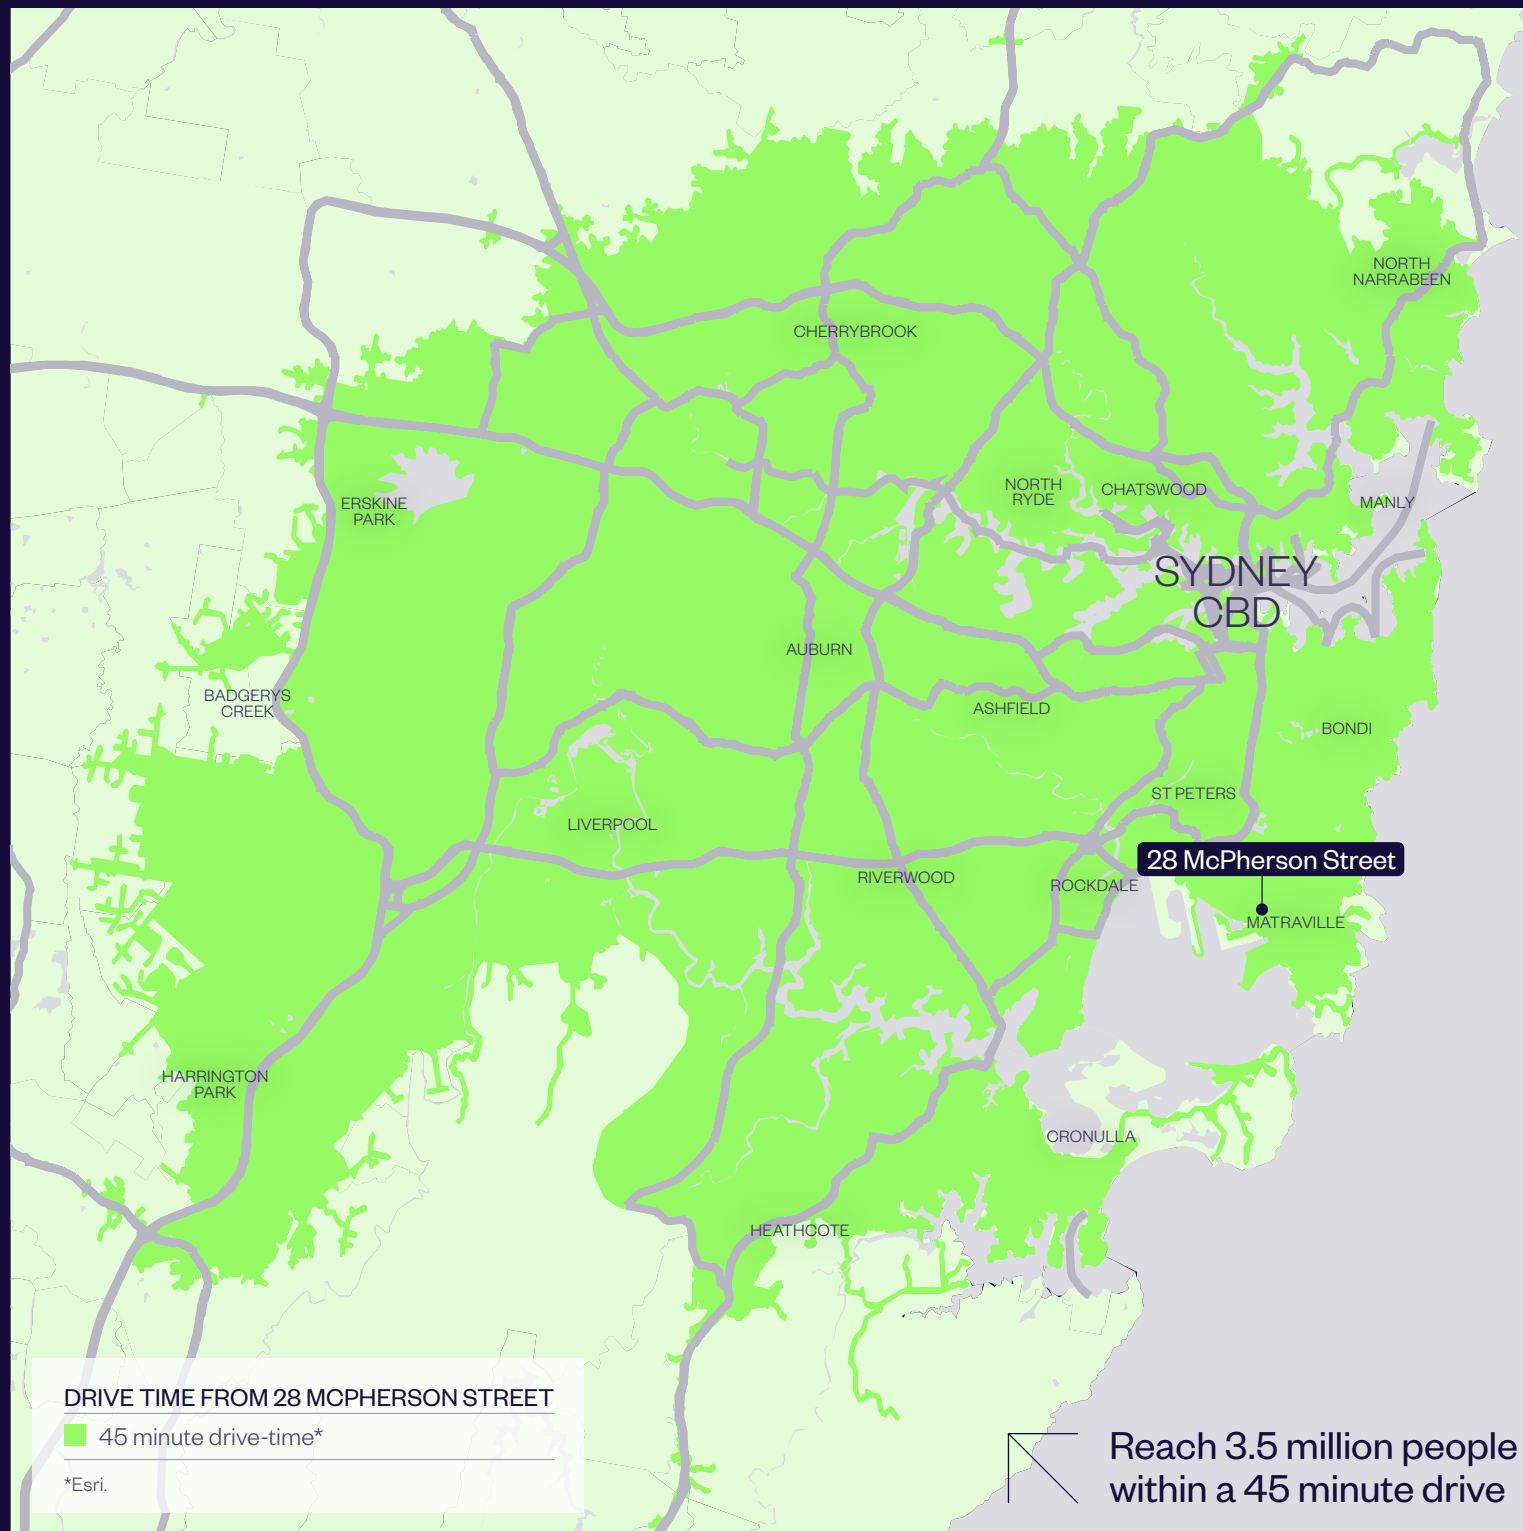 NORTH
NARRABEEN
CHERRYBROOK
NORTH
RYDE
CHATSWOOD
MANLY
ERSKINE
PARK
SYDNEY
CBD
AUBURN
BADGERYS
CREEK
ASHFIELD
BONDI
ST PETERS
LIVERPOOL
28 McPherson Street
RIVERWOOD
ROCKDALE
MATRAVILLE
HARRINGTON
PARK
CRONULLA
HEATHCOTE
DRIVE TIME FROM 28 MCPHERSON STREET
45 minute drive-time*
*Esri.
Reach 3.5 million people
within a 45 minute drive